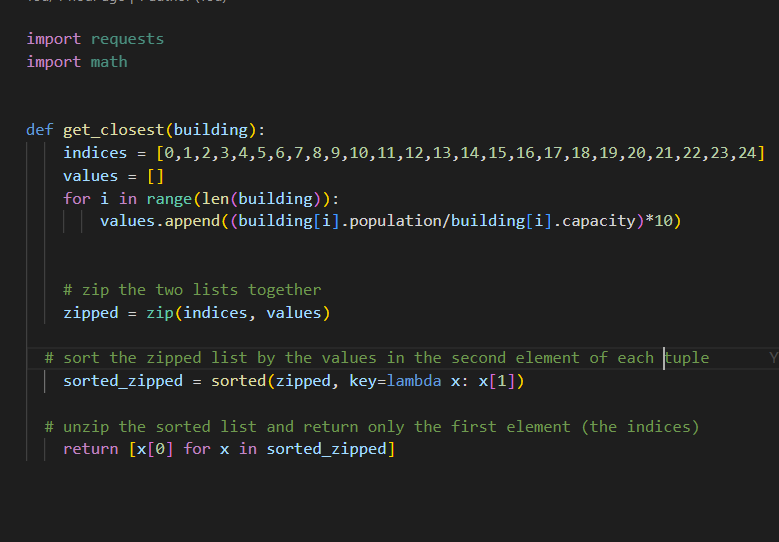 import requests
import math
def get_closest(building):
    indices = [0,1,2,3,4,5,6,7,8,9,10,11,12,13,14,15,16,17,18,19,20,21,22,23,24]
    values = []
    for i in range(len(building)):
        values.append((building[i].population/building[i].capacity)*10)
    # zip the two lists together
    zipped = zip(indices, values)
  # sort the zipped list by the values in the second element of each tuple
    sorted_zipped = sorted(zipped, key=lambda x: x[1])
  # unzip the sorted list and return only the first element (the indices)
    return [x[0] for x in sorted_zipped]